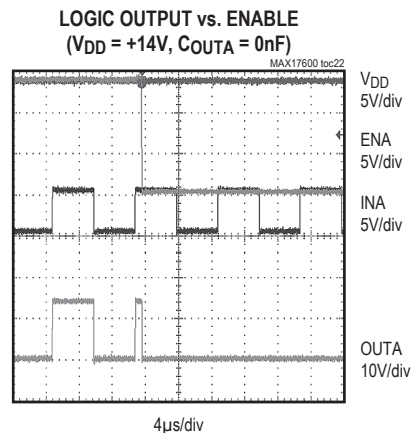 LOGIC OUTPUT vs. ENABLE
(VDD = +14V, COUTA = 0nF)
MAX17600 toc22
VDD
5V/div
ENA
5V/div
INA
5V/div
OUTA
10V/div
4µs/div